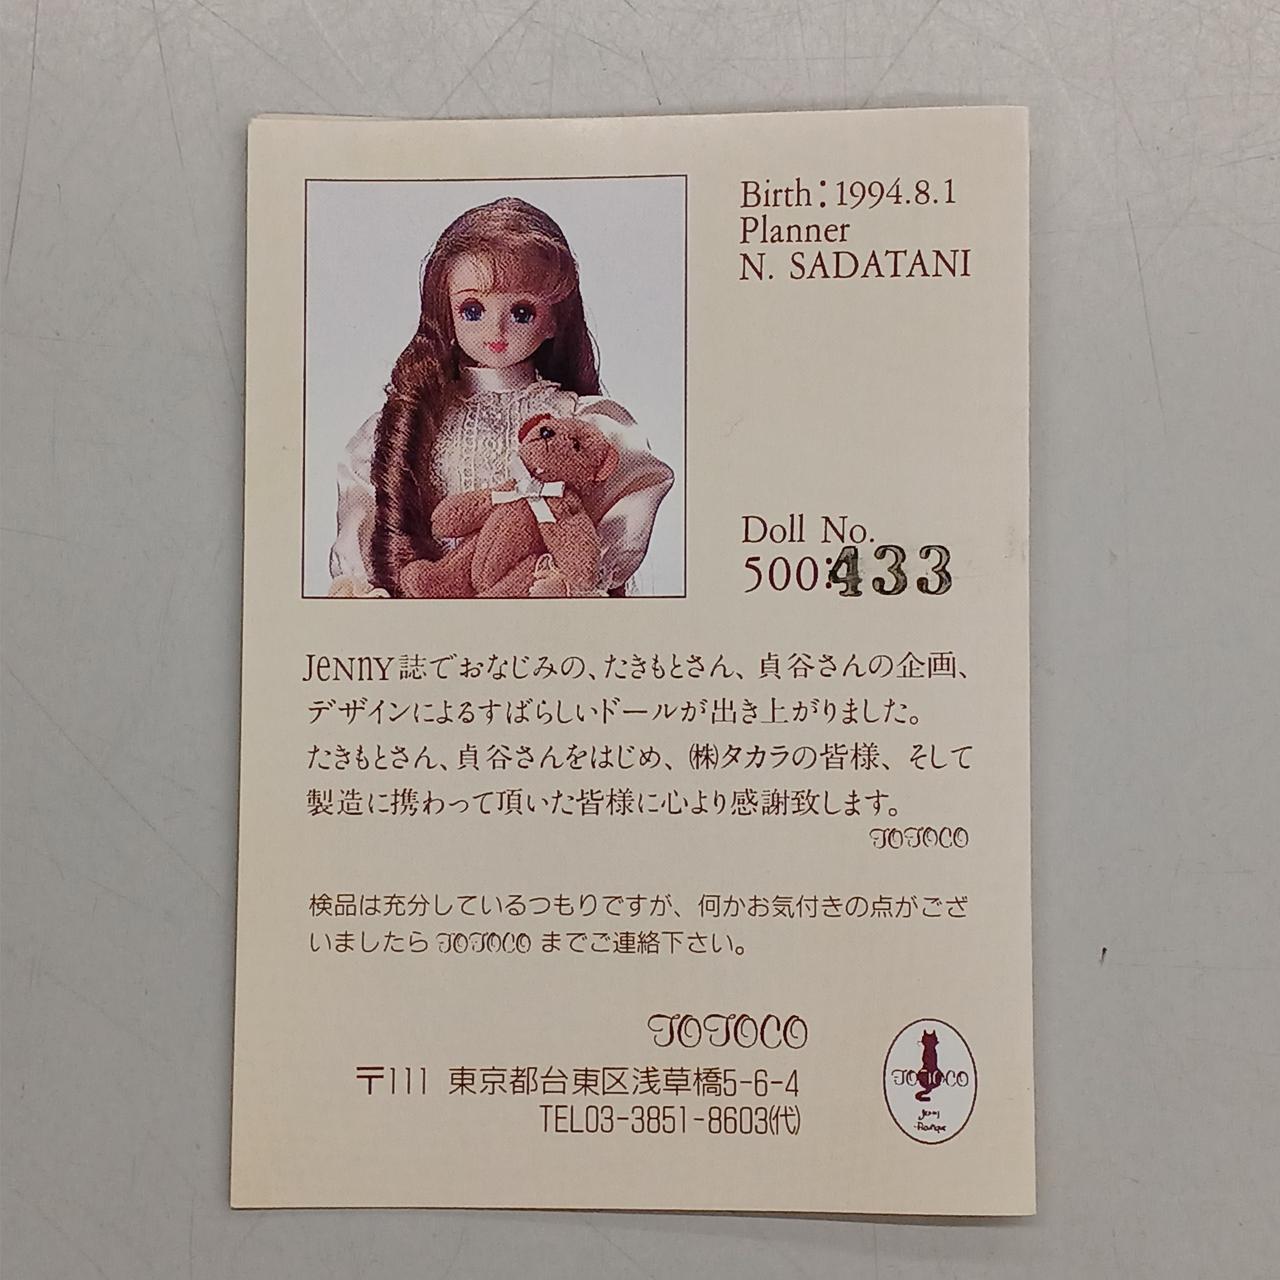 Birth:1994.8.1
Planner
N. SADATANI
Doll No.
500:433
JeNNY誌でおなじみの、たきもとさん、貞谷さんの企画、
デザインによるすばらしいドールが出き上がりました。
たきもとさん、貞谷さんをはじめ、㈱タカラの皆様、そして
製造に携わって頂いた皆様に心より感謝致します。
TOTOCO
検品は充分しているつもりですが、何かお気付きの点がござ
いましたら TOTOCO までご連絡下さい。
TOTOCO
〒111 東京都台東区浅草橋5-6-4
TEL03-3851-8603㈹
TOTOCO